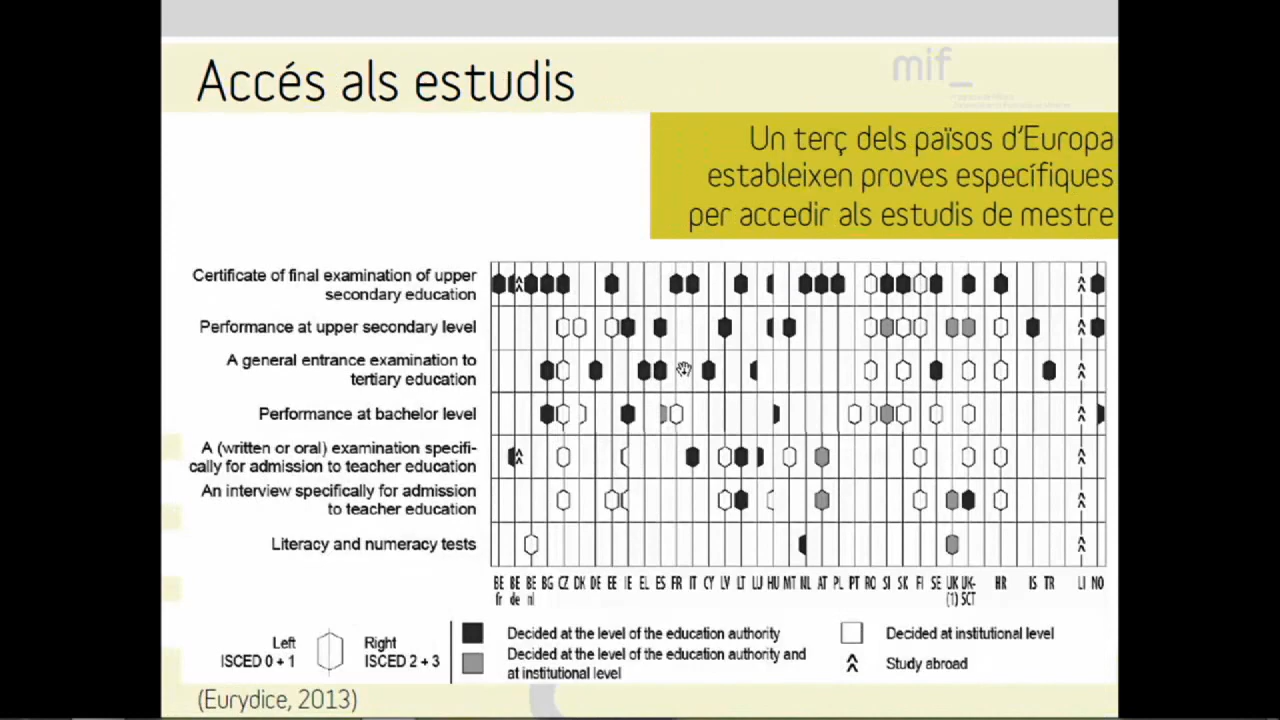 Accés als estudis
mif_
Un terç dels països d'Europa
estableixen proves específiques
per accedir als estudis de mestre
Certificate of final examination of upper
secondary education
Performance at upper secondary level
A general entrance examination to
tertiary education
Performance at bachelor level
A (written or oral) examination specifi-
cally for admission to teacher education
An interview specifically for admission
to teacher education
Literacy and numeracy tests
BE BE BE BG CZ DK DE EE IE EL ES FR IT CY LV LT LU HU MT NL AT PL PT RO SI SK FI SE UK UK- HR IS TR LI NO
fr de nl (1) SCT
Left Right
ISCED 0 + 1 ISCED 2 + 3
Decided at the level of the education authority
Decided at the level of the education authority and
at institutional level
Decided at institutional level
Study abroad
(Eurydice, 2013)